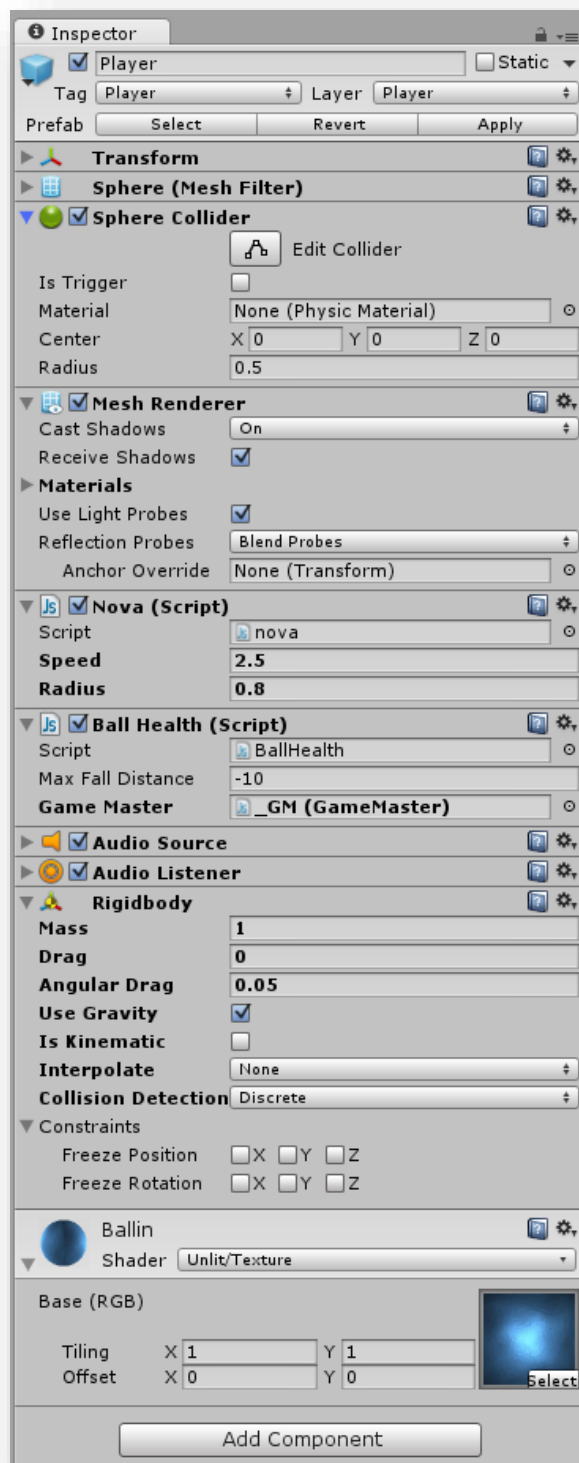 Inspector
Player Static
Tag Player Layer Player
Prefab Select Revert Apply
Transform
Sphere (Mesh Filter)
Sphere Collider
Edit Collider
Is Trigger
Material None (Physic Material)
Center X 0 Y 0 Z 0
Radius 0.5
Mesh Renderer
Cast Shadows On
Receive Shadows
Materials
Use Light Probes
Reflection Probes Blend Probes
Anchor Override None (Transform)
Js Nova (Script)
Script nova
Speed 2.5
Radius 0.8
Js Ball Health (Script)
Script BallHealth
Max Fall Distance -10
Game Master _GM (GameMaster)
Audio Source
Audio Listener
Rigidbody
Mass 1
Drag 0
Angular Drag 0.05
Use Gravity
Is Kinematic
Interpolate None
Collision Detection Discrete
Constraints
Freeze Position X Y Z
Freeze Rotation X Y Z
Ballin
Shader Unlit/Texture
Base (RGB)
Tiling X 1 Y 1
Offset X 0 Y 0
Select
Add Component